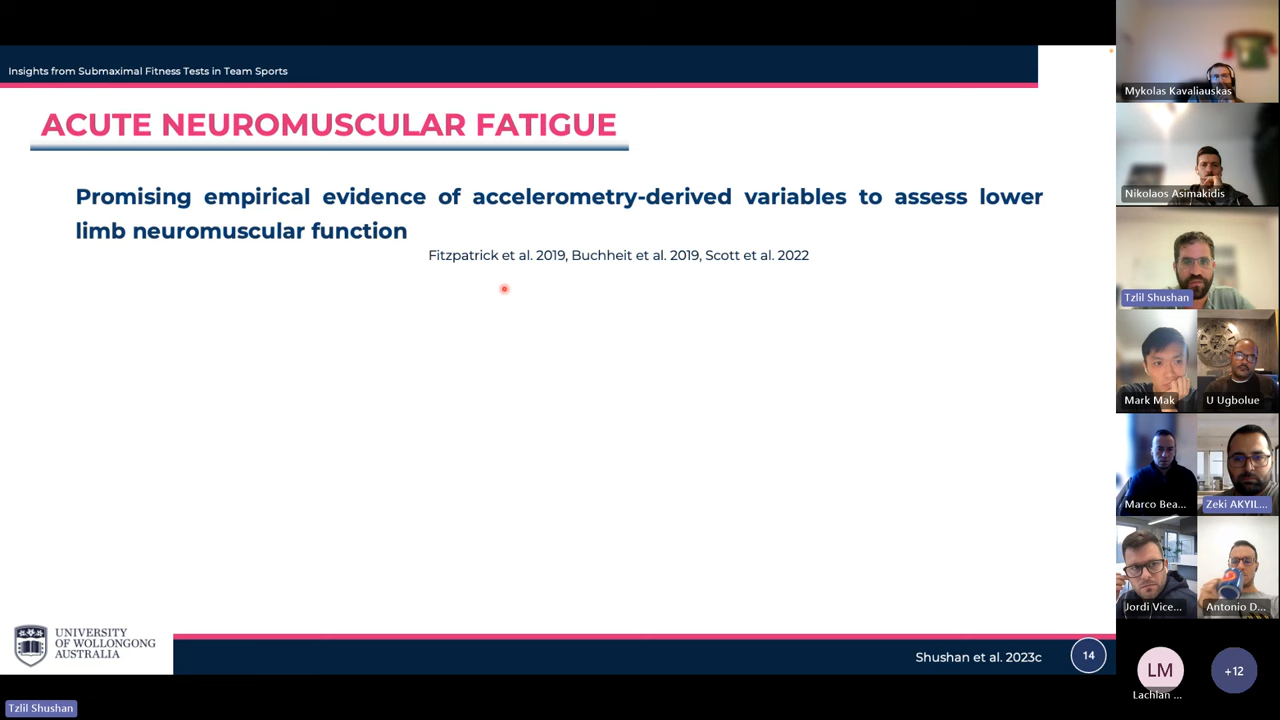 Insights from Submaximal Fitness Tests in Team Sports
ACUTE NEUROMUSCULAR FATIGUE
Promising empirical evidence of accelerometry-derived variables to assess lower
limb neuromuscular function
Fitzpatrick et al. 2019, Buchheit et al. 2019, Scott et al. 2022
UNIVERSITY
OF WOLLONGONG
AUSTRALIA
Shushan et al. 2023c
14
Tzlil Shushan
Mykolas Kavaliauskas
Nikolaos Asimakidis
Tzlil Shushan
Mark Mak
U Ugbolue
Marco Bea...
Zeki AKYIL...
Jordi Vice...
Antonio D...
LM
Lachlan ...
+12